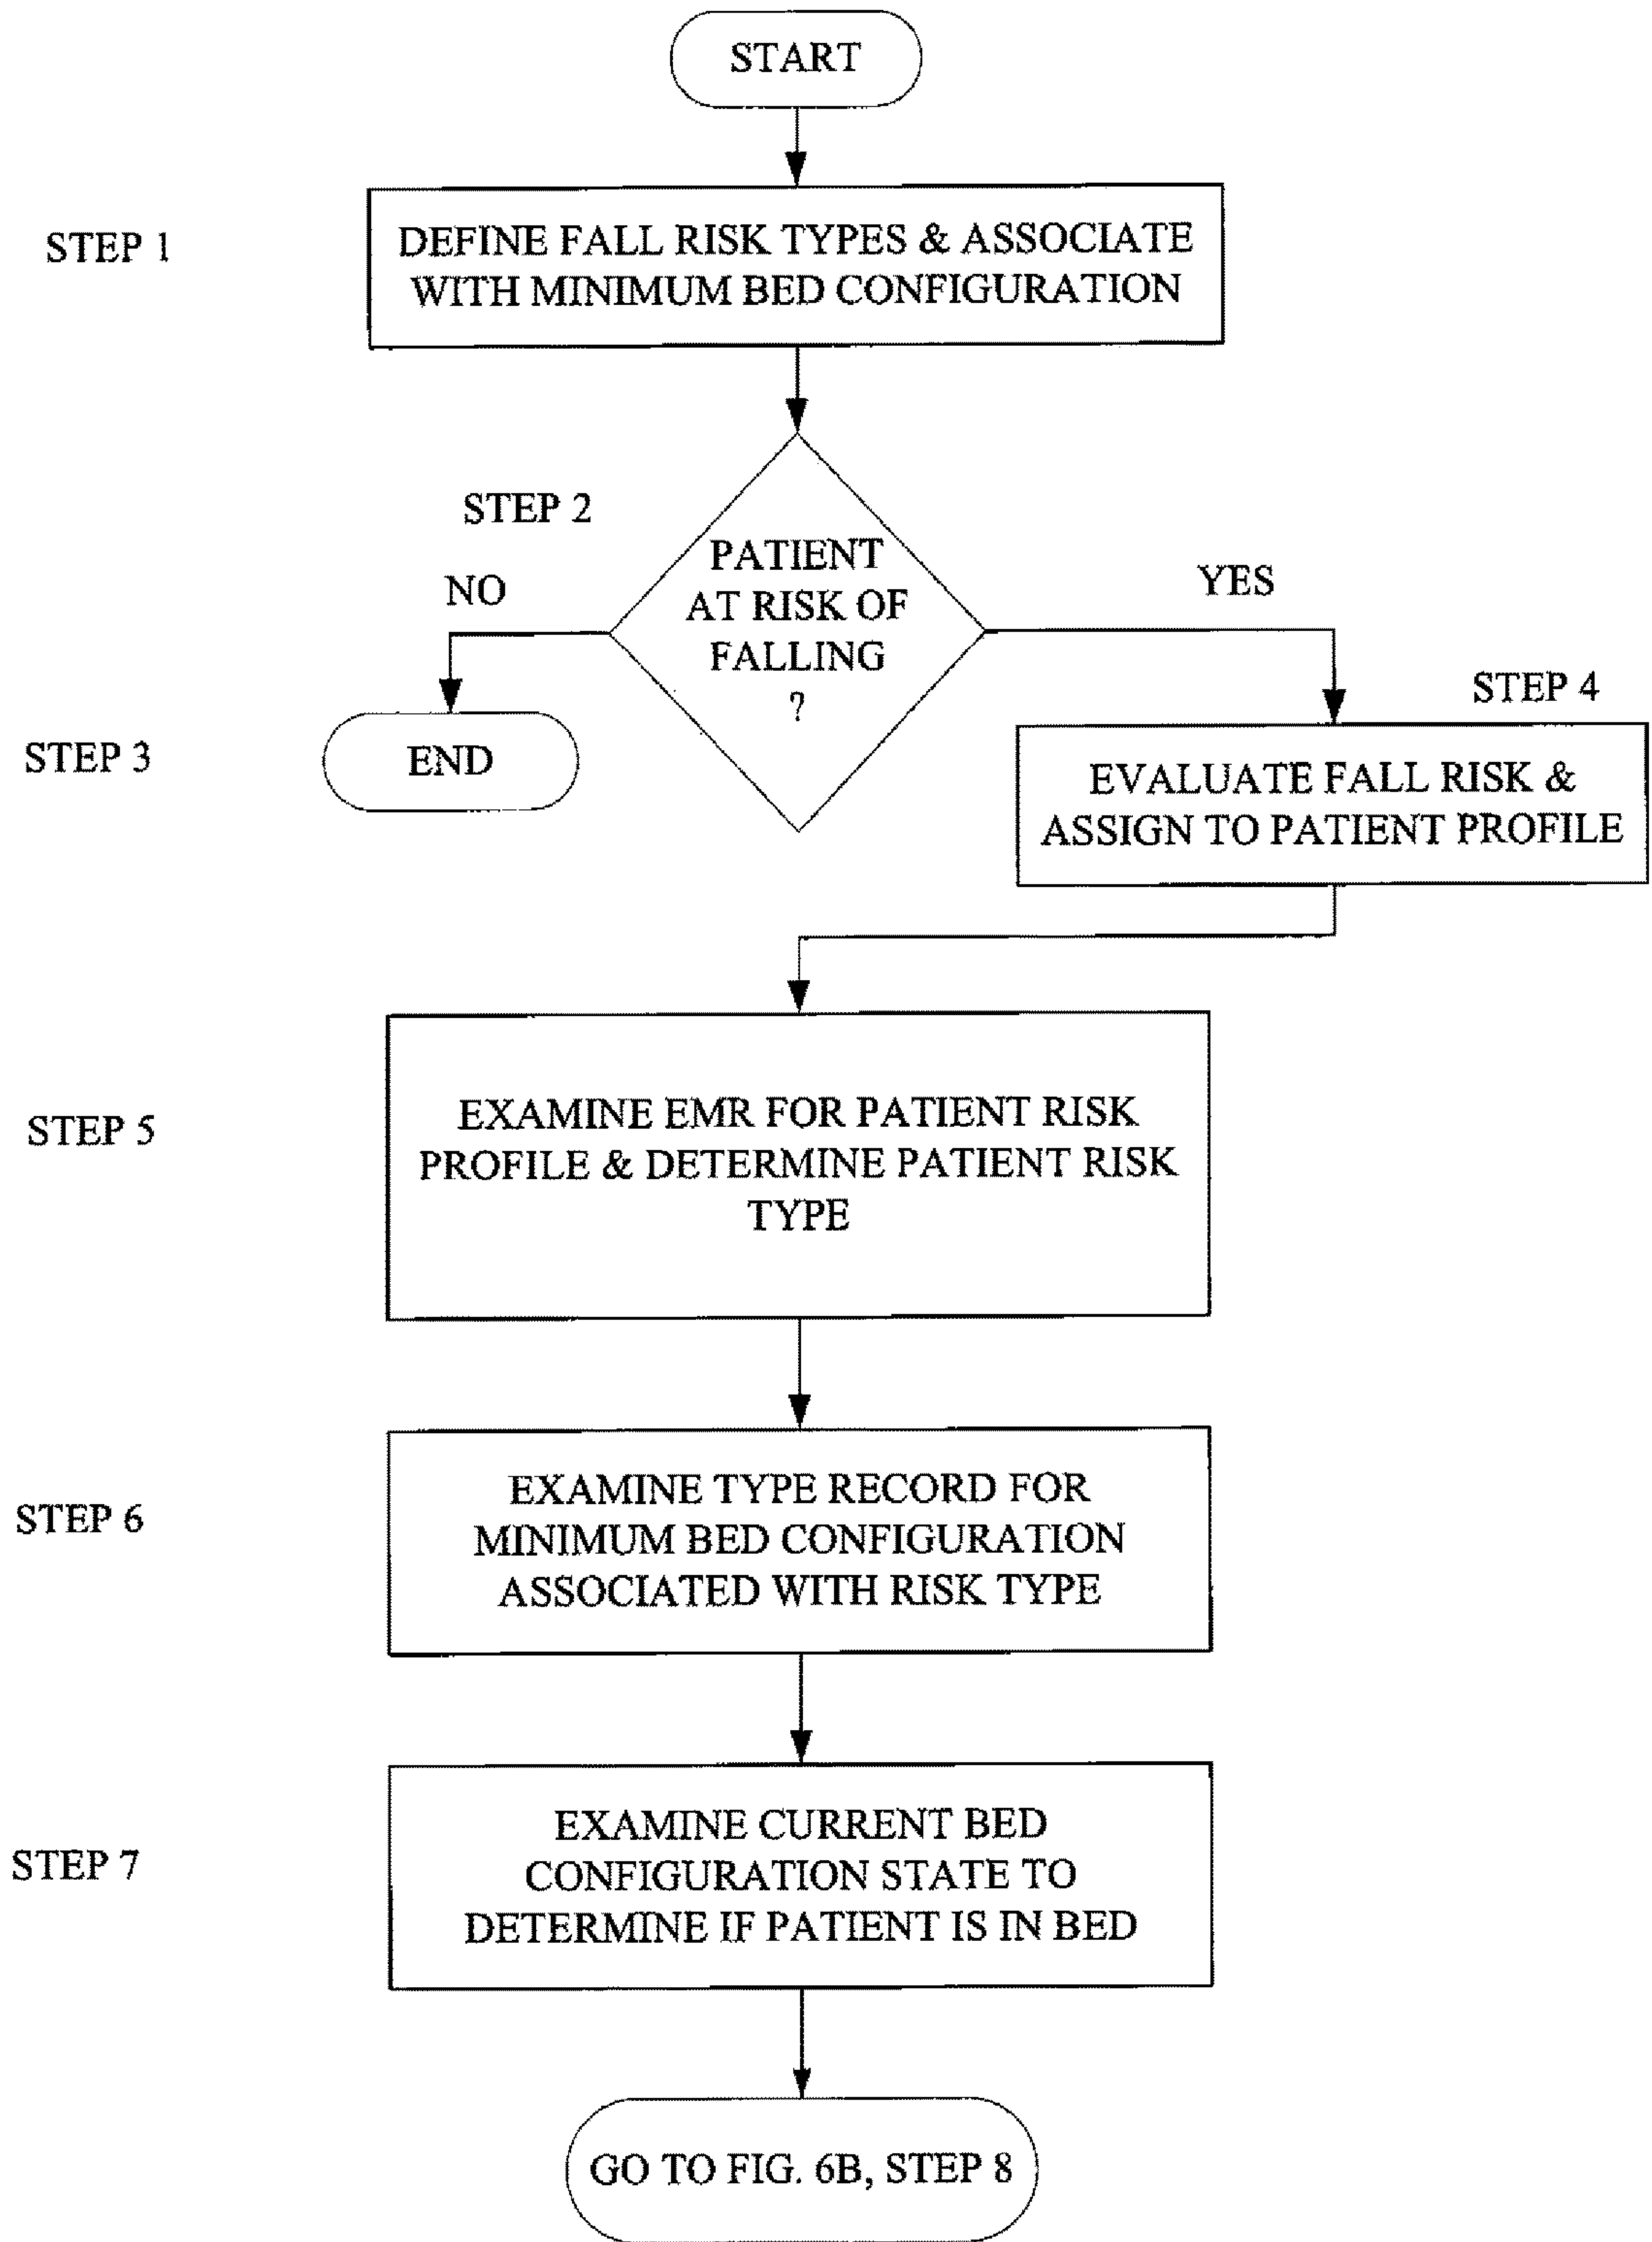 START
STEP 1
DEFINE FALL RISK TYPES & ASSOCIATE
WITH MINIMUM BED CONFIGURATION
STEP 2
PATIENT
AT RISK OF
FALLING
?
NO
YES
STEP 3
END
STEP 4
EVALUATE FALL RISK &
ASSIGN TO PATIENT PROFILE
STEP 5
EXAMINE EMR FOR PATIENT RISK
PROFILE & DETERMINE PATIENT RISK
TYPE
STEP 6
EXAMINE TYPE RECORD FOR
MINIMUM BED CONFIGURATION
ASSOCIATED WITH RISK TYPE
STEP 7
EXAMINE CURRENT BED
CONFIGURATION STATE TO
DETERMINE IF PATIENT IS IN BED
GO TO FIG. 6B, STEP 8